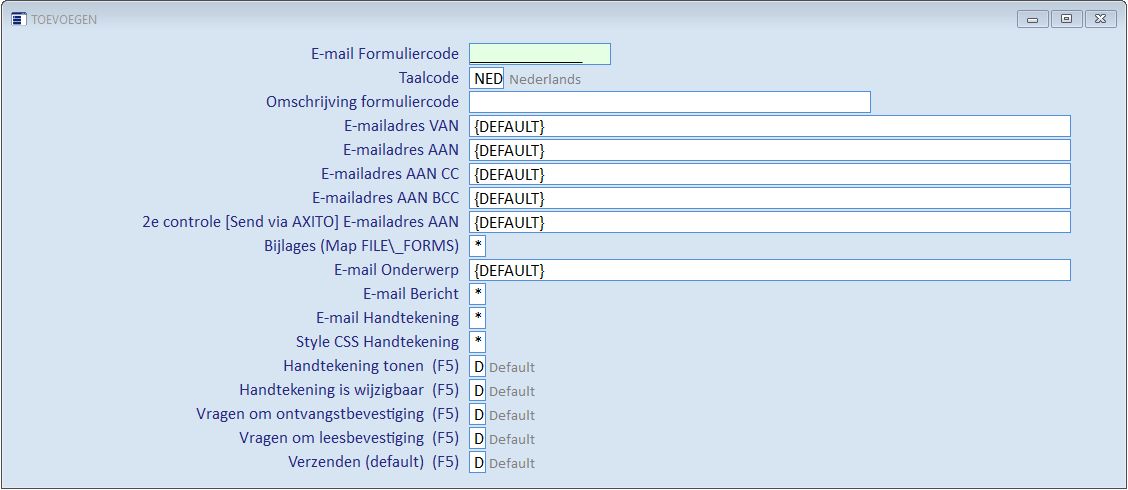 TOEVOEGEN
E-mail Formuliercode
Taalcode NED Nederlands
Omschrijving formuliercode
E-mailadres VAN {DEFAULT}
E-mailadres AAN {DEFAULT}
E-mailadres AAN CC {DEFAULT}
E-mailadres AAN BCC {DEFAULT}
2e controle [Send via AXITO] E-mailadres AAN {DEFAULT}
Bijlages (Map FILE\_FORMS) *
E-mail Onderwerp {DEFAULT}
E-mail Bericht *
E-mail Handtekening *
Style CSS Handtekening *
Handtekening tonen (F5) D Default
Handtekening is wijzigbaar (F5) D Default
Vragen om ontvangstbevestiging (F5) D Default
Vragen om leesbevestiging (F5) D Default
Verzenden (default) (F5) D Default